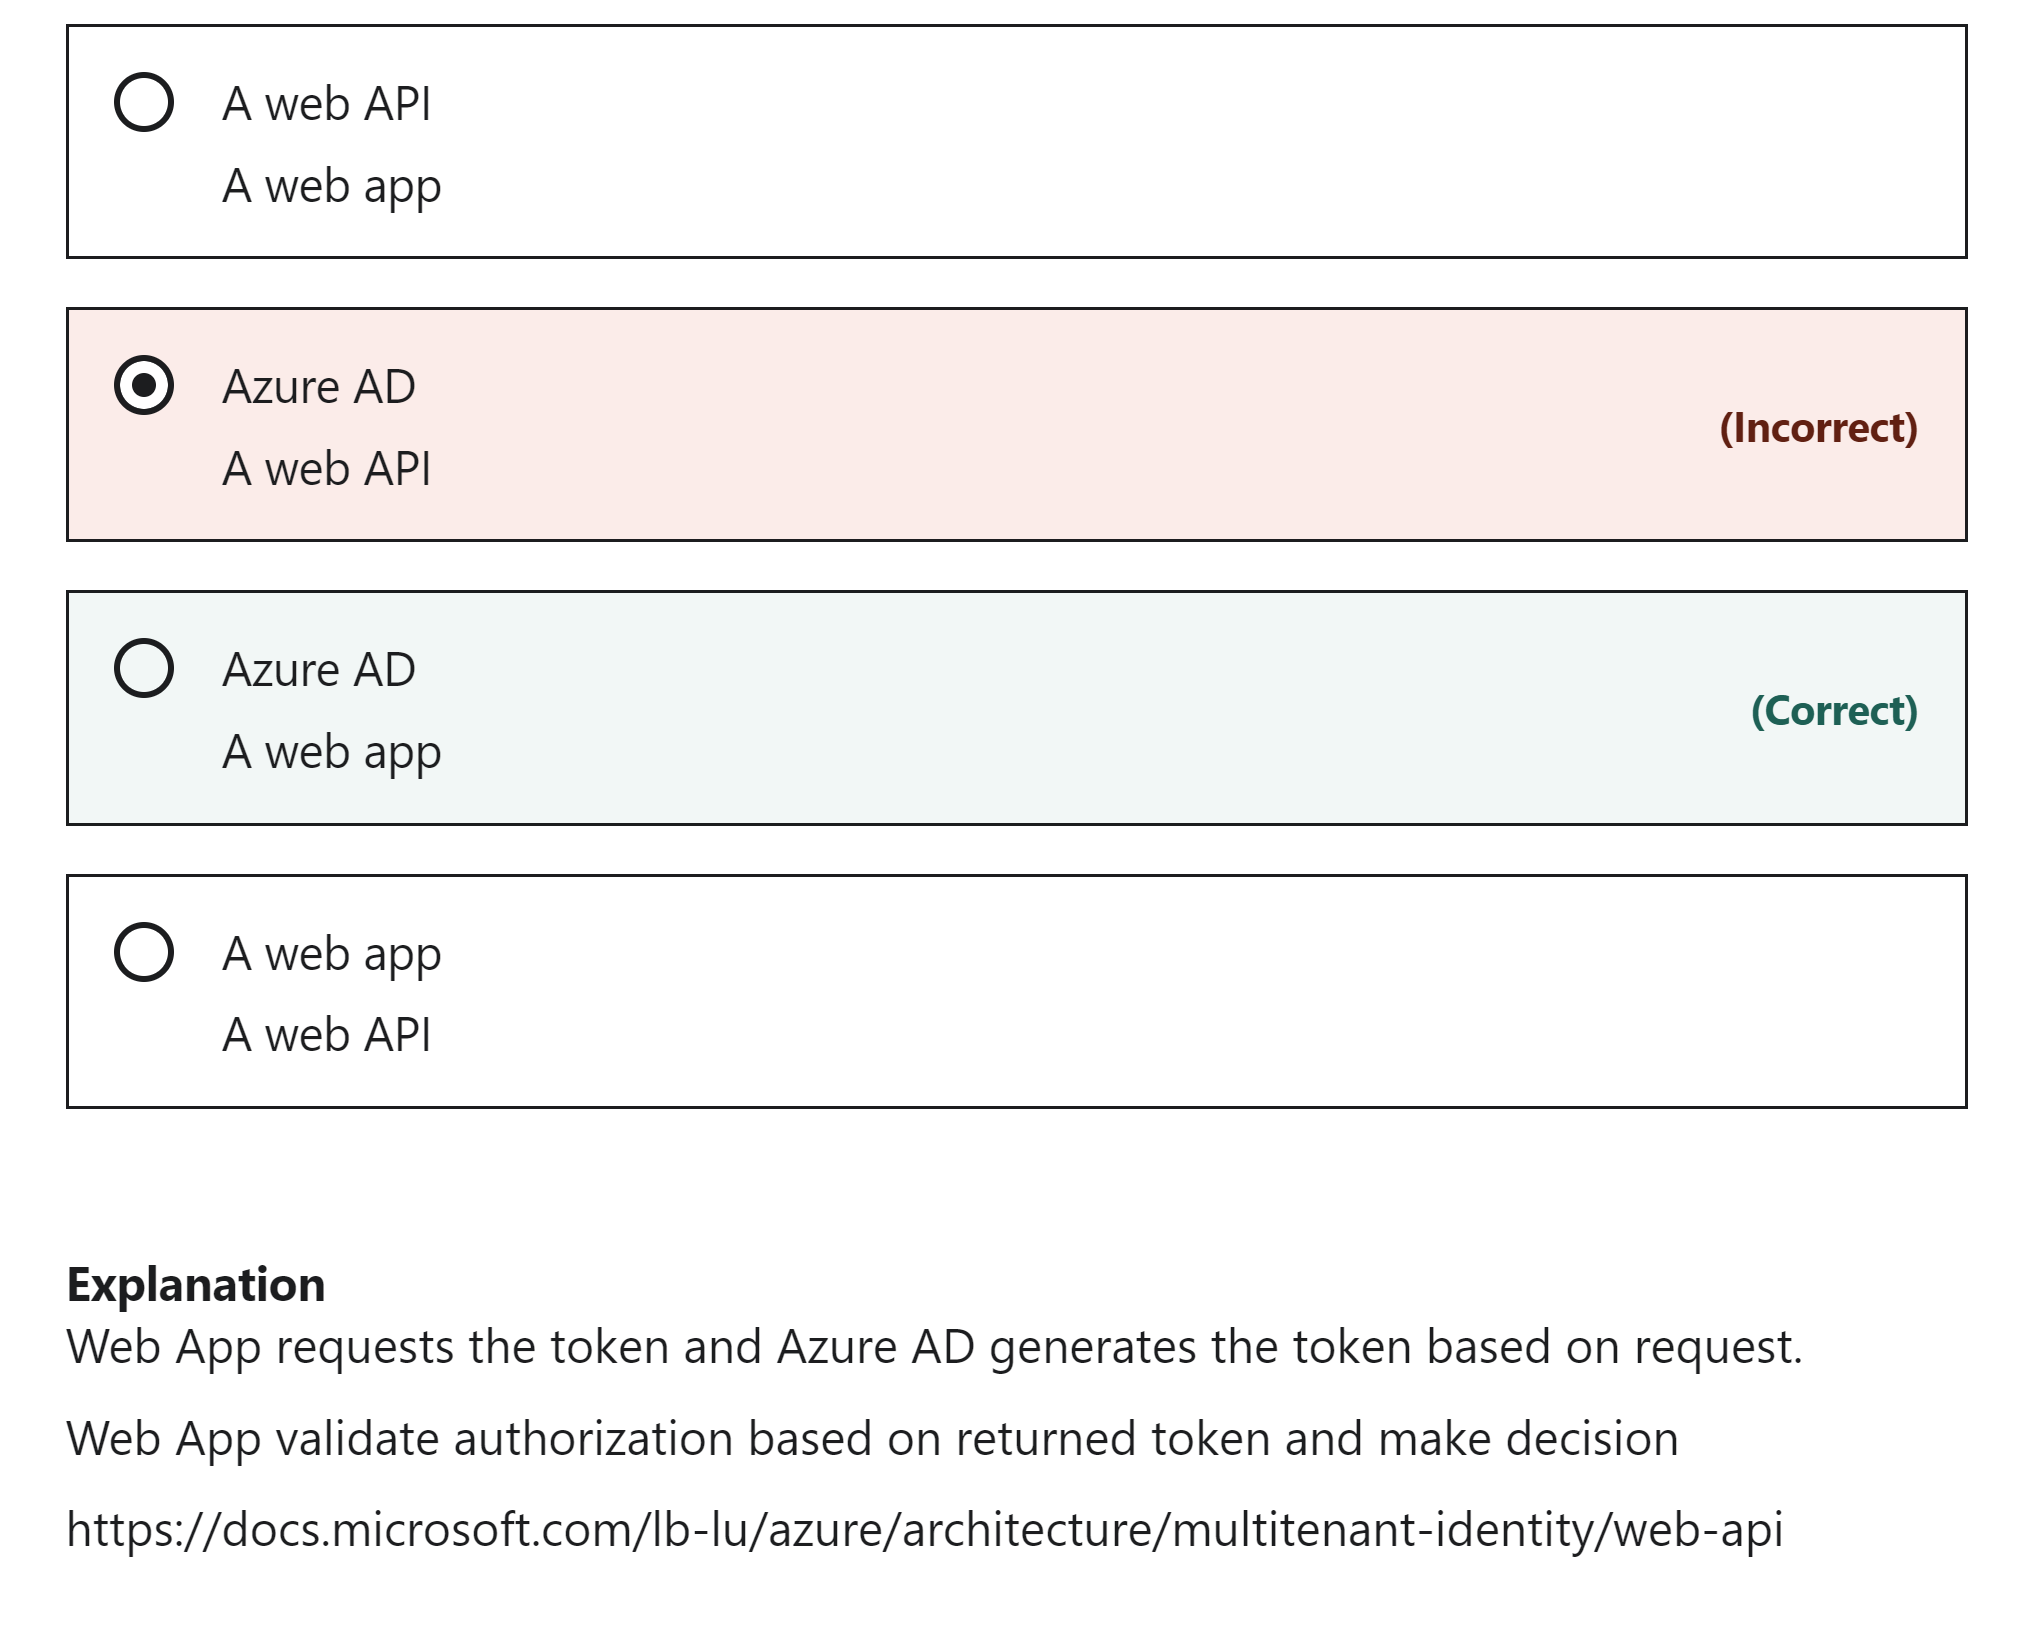 A web API
A web app
Azure AD
A web API
(Incorrect)
Azure AD
A web app
(Correct)
A web app
A web API
Explanation
Web App requests the token and Azure AD generates the token based on request.
Web App validate authorization based on returned token and make decision
https://docs.microsoft.com/lb-lu/azure/architecture/multitenant-identity/web-api